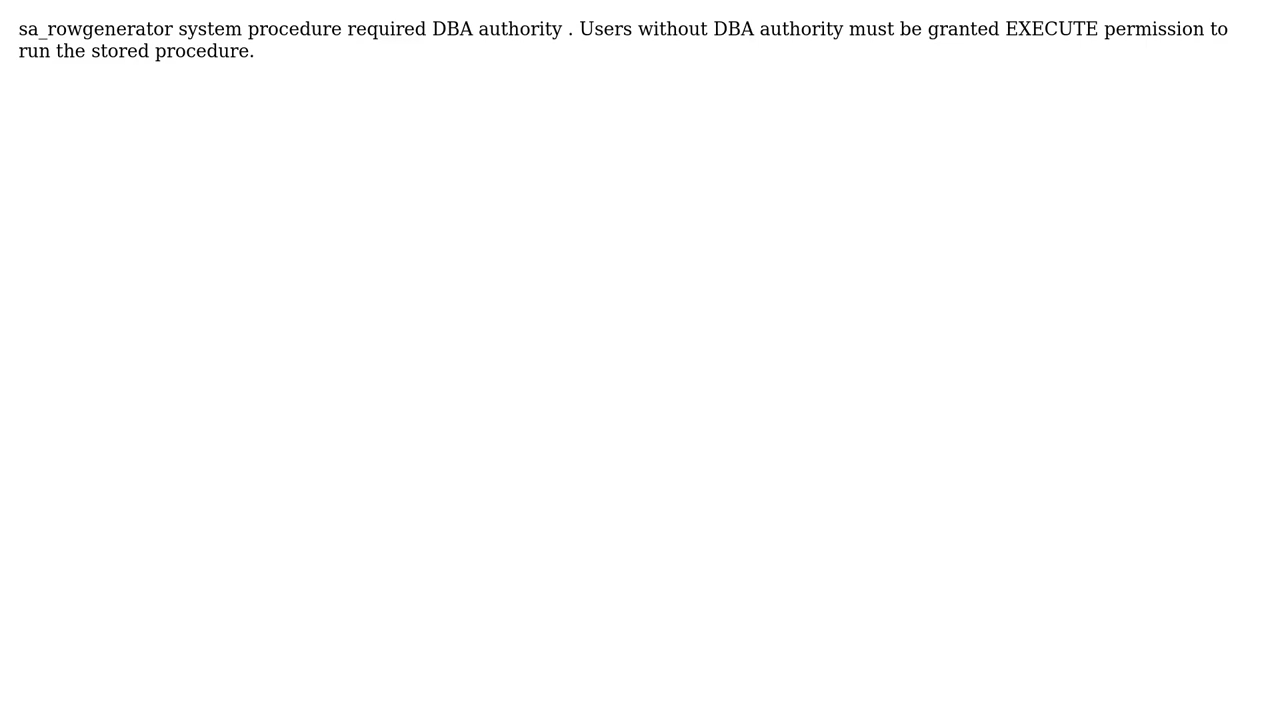 sa_rowgenerator system procedure required DBA authority . Users without DBA authority must be granted EXECUTE permission to
run the stored procedure.